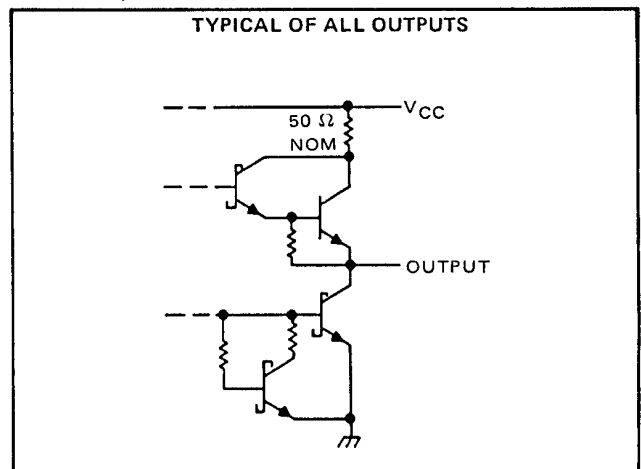 TYPICAL OF ALL OUTPUTS
VCC
50 Ω
NOM
OUTPUT